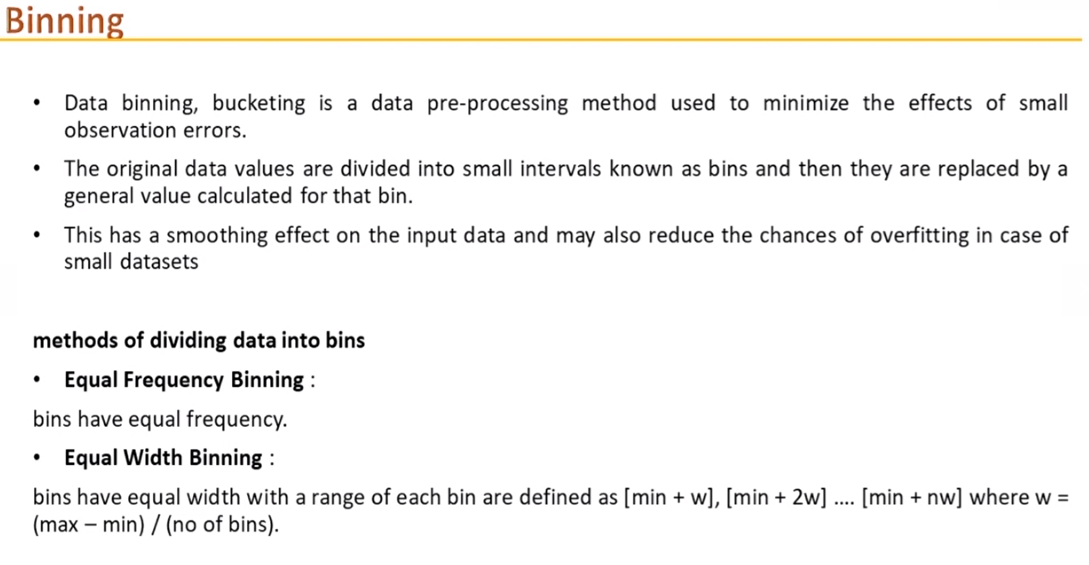 Binning
• Data binning, bucketing is a data pre-processing method used to minimize the effects of small
observation errors.
• The original data values are divided into small intervals known as bins and then they are replaced by a
general value calculated for that bin.
• This has a smoothing effect on the input data and may also reduce the chances of overfitting in case of
small datasets
methods of dividing data into bins
• Equal Frequency Binning :
bins have equal frequency.
• Equal Width Binning :
bins have equal width with a range of each bin are defined as [min + w], [min + 2w] .... [min + nw] where w =
(max – min) / (no of bins).